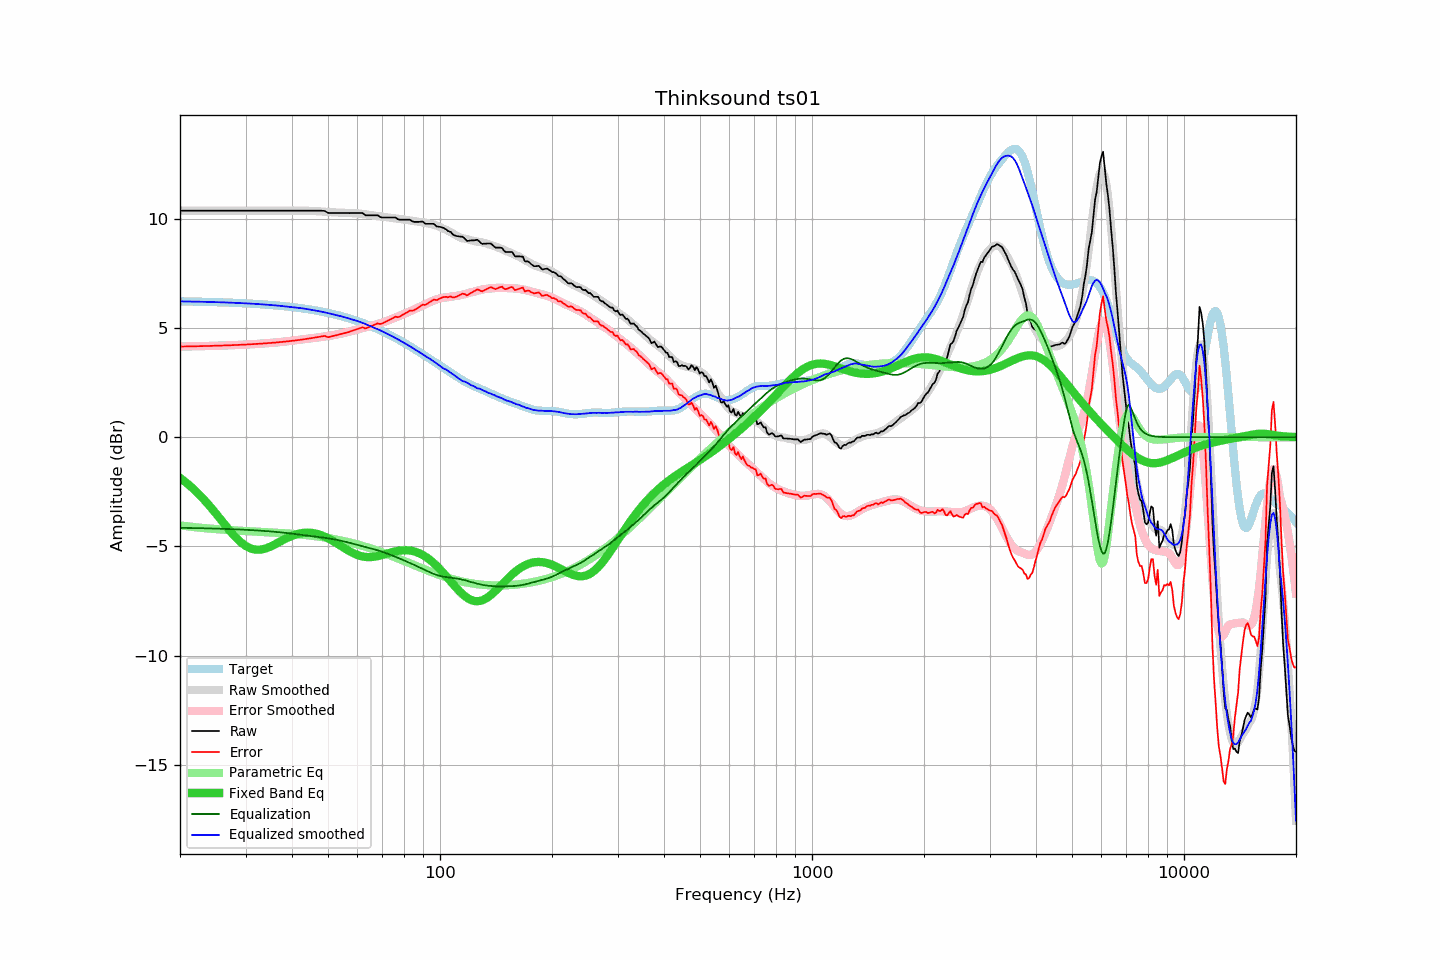 Thinksound ts01
Amplitude (dBr)
10
5
0
−5
−10
−15
Target
Raw Smoothed
Error Smoothed
Raw
Error
Parametric Eq
Fixed Band Eq
Equalization
Equalized smoothed
100
1000
10000
Frequency (Hz)